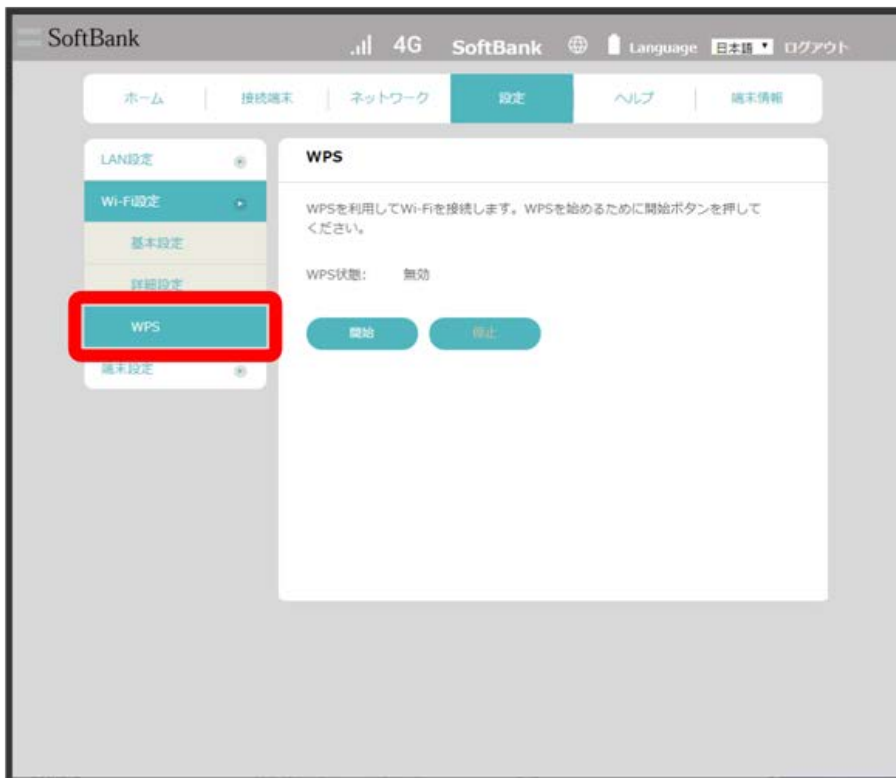 SoftBank
4G SoftBank Language 日本語 ログアウト
ホーム 接続端末 ネットワーク 設定 ヘルプ 端末情報
LAN設定
Wi-Fi設定
基本設定
詳細設定
WPS
端末設定
WPS
WPSを利用してWi-Fiを接続します。WPSを始めるために開始ボタンを押して
ください。
WPS状態: 無効
開始 停止